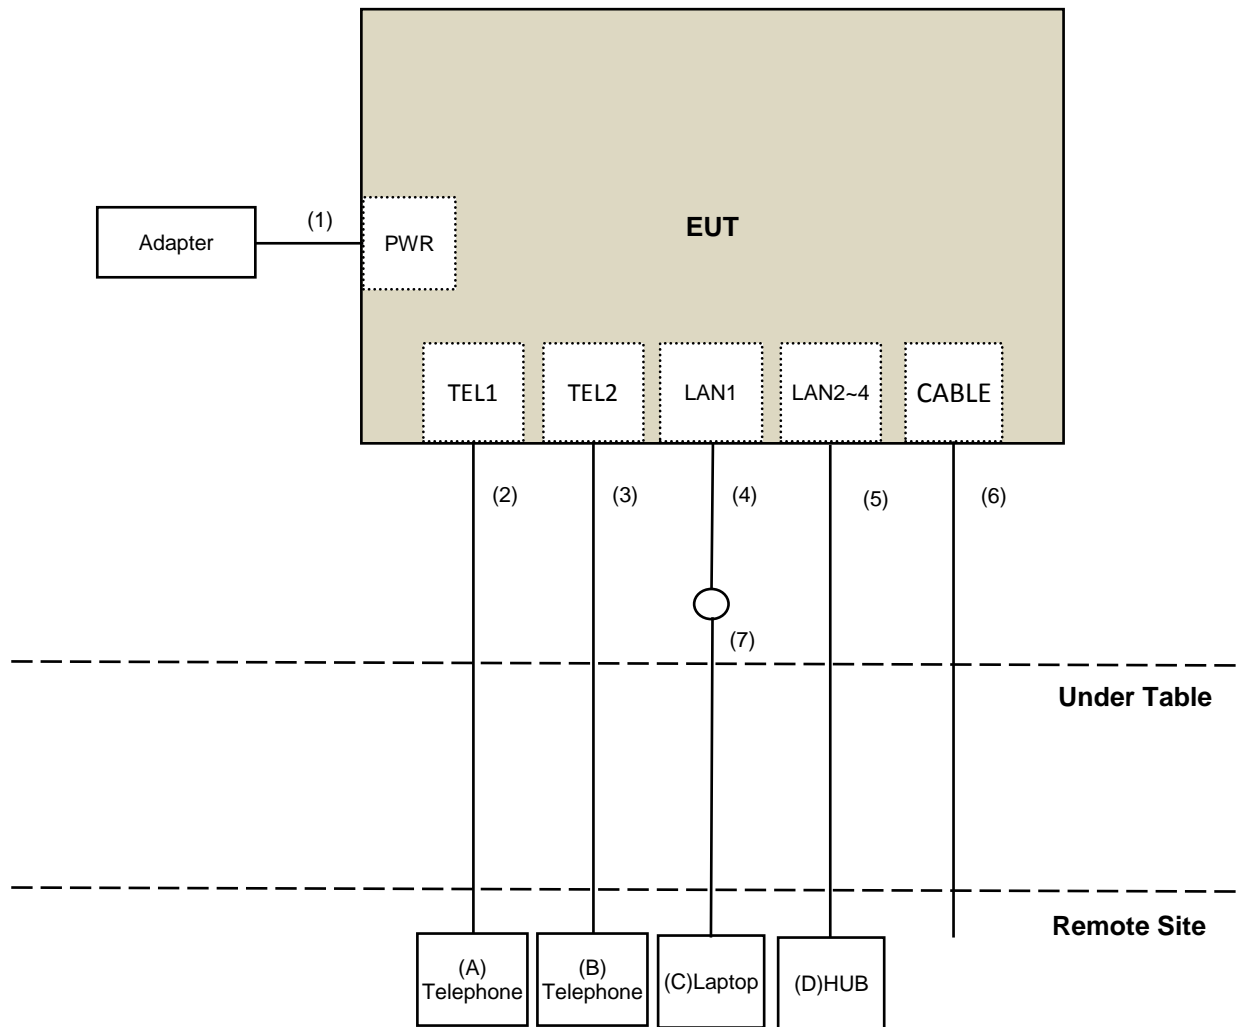 EUT
(1)
Adapter
PWR
TEL1
TEL2
LAN1
LAN2~4
CABLE
(2)
(3)
(4)
(5)
(6)
(7)
Under Table
Remote Site
(A)
Telephone
(B)
Telephone
(C)Laptop
(D)HUB